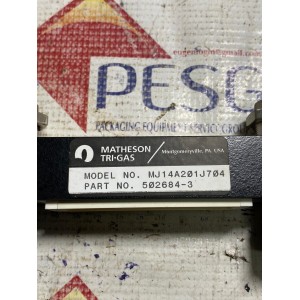 PESG
PACKAGING EQUIPMENT SERVICE GROUP
MATHESON
TRI-GAS
Montgomeryville, PA, USA
MODEL NO. MJ14A201J704
PART NO. 502684-3